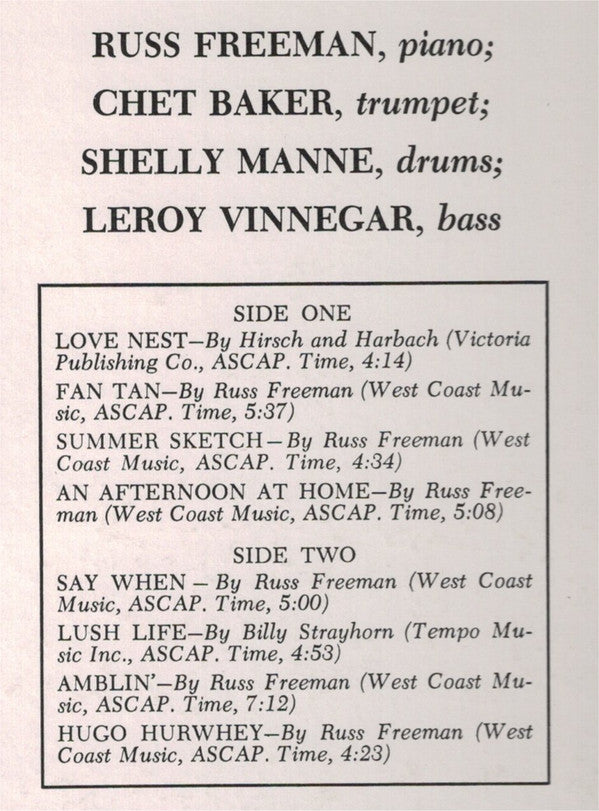 RUSS FREEMAN, piano;
CHET BAKER, trumpet;
SHELLY MANNE, drums;
LEROY VINNEGAR, bass
SIDE ONE
LOVE NEST—By Hirsch and Harbach (Victoria
Publishing Co., ASCAP. Time, 4:14)
FAN TAN—By Russ Freeman (West Coast Mu-
sic, ASCAP. Time, 5:37)
SUMMER SKETCH—By Russ Freeman (West
Coast Music, ASCAP. Time, 4:34)
AN AFTERNOON AT HOME—By Russ Free-
man (West Coast Music, ASCAP. Time, 5:08)
SIDE TWO
SAY WHEN — By Russ Freeman (West Coast
Music, ASCAP. Time, 5:00)
LUSH LIFE—By Billy Strayhorn (Tempo Mu-
sic Inc., ASCAP. Time, 4:53)
AMBLIN'—By Russ Freeman (West Coast Mu-
sic, ASCAP. Time, 7:12)
HUGO HURWHEY—By Russ Freeman (West
Coast Music, ASCAP. Time, 4:23)